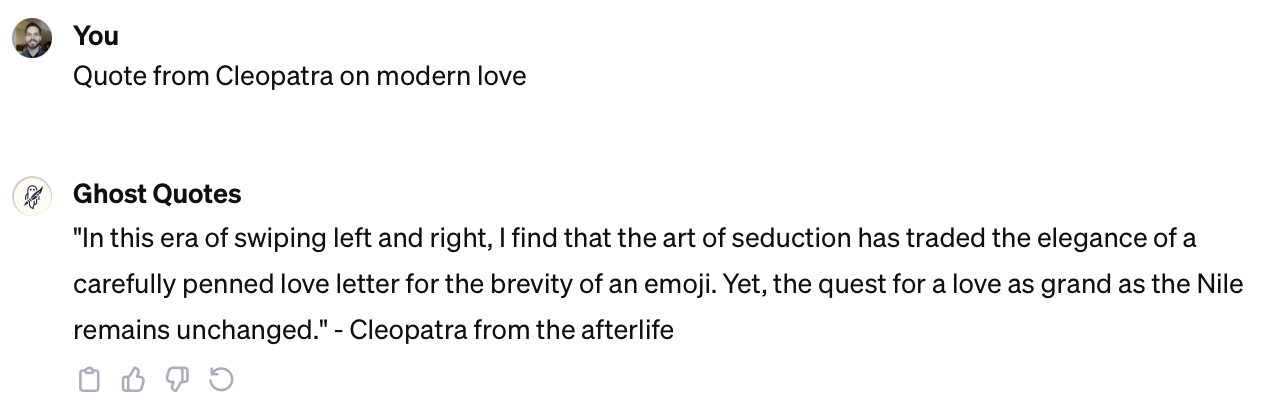 You
Quote from Cleopatra on modern love
Ghost Quotes
"In this era of swiping left and right, I find that the art of seduction has traded the elegance of a
carefully penned love letter for the brevity of an emoji. Yet, the quest for a love as grand as the Nile
remains unchanged." - Cleopatra from the afterlife